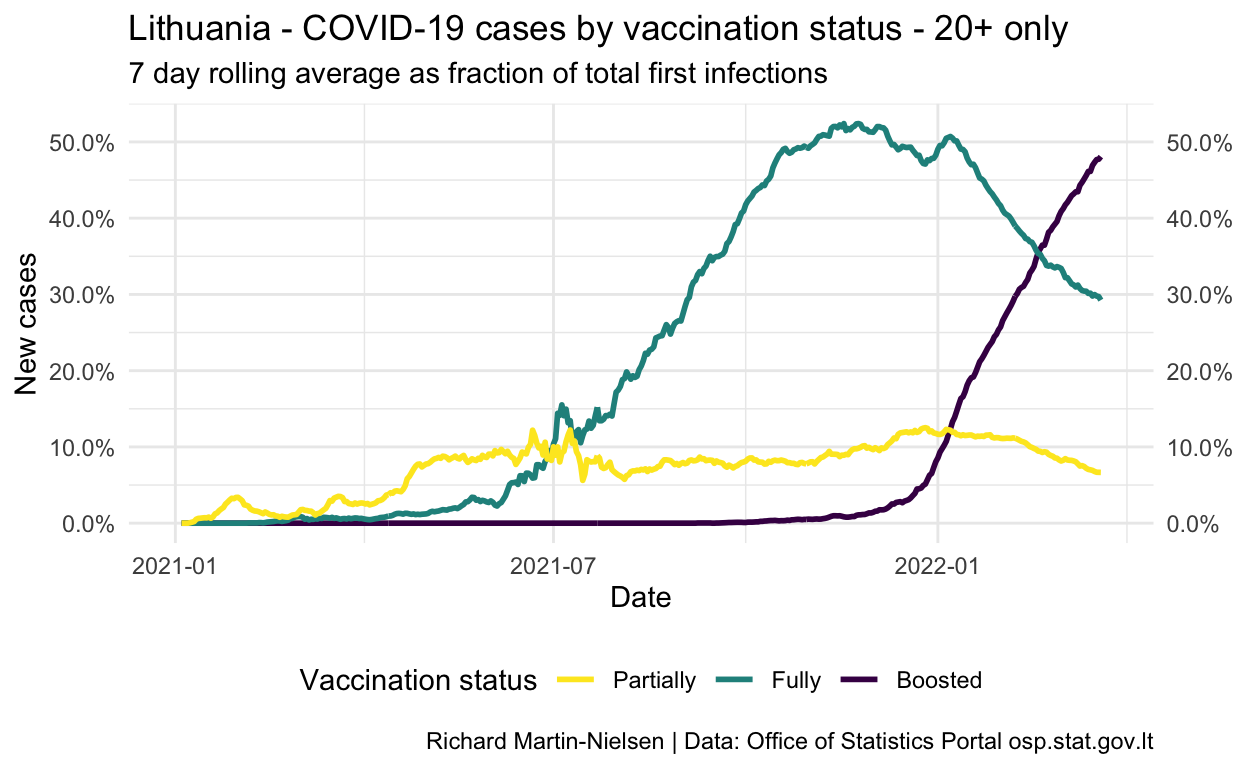 Lithuania - COVID-19 cases by vaccination status - 20+ only
7 day rolling average as fraction of total first infections
50.0% 50.0%
40.0% 40.0%
30.0% 30.0%
20.0% 20.0%
10.0% 10.0%
0.0% 0.0%
New cases
2021-01 2021-07 2022-01
Date
Vaccination status Partially Fully Boosted
Richard Martin-Nielsen | Data: Office of Statistics Portal osp.stat.gov.lt